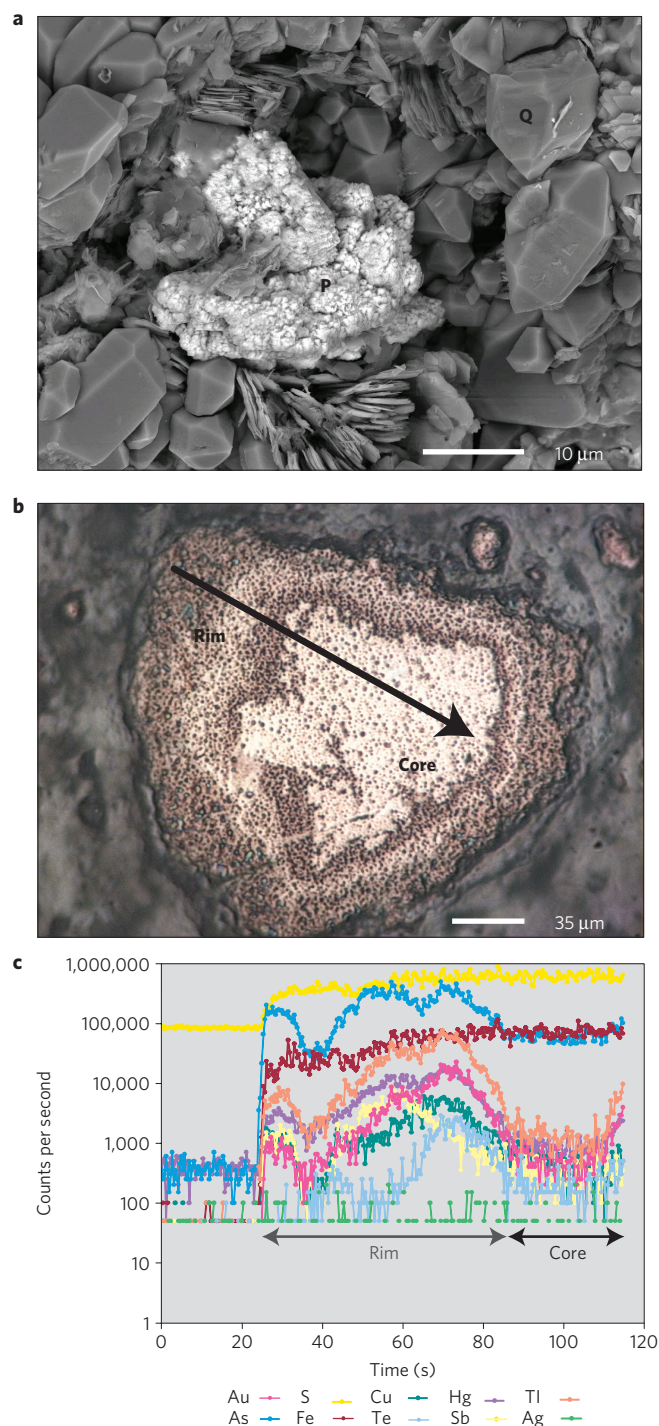 a
Q
P
10 µm
b
Rim
Core
35 µm
c
1,000,000
100,000
10,000
1,000
100
10
1
Counts per second
Rim
Core
0 20 40 60 80 100 120
Time (s)
Au S Cu Hg Tl
As Fe Te Sb Ag